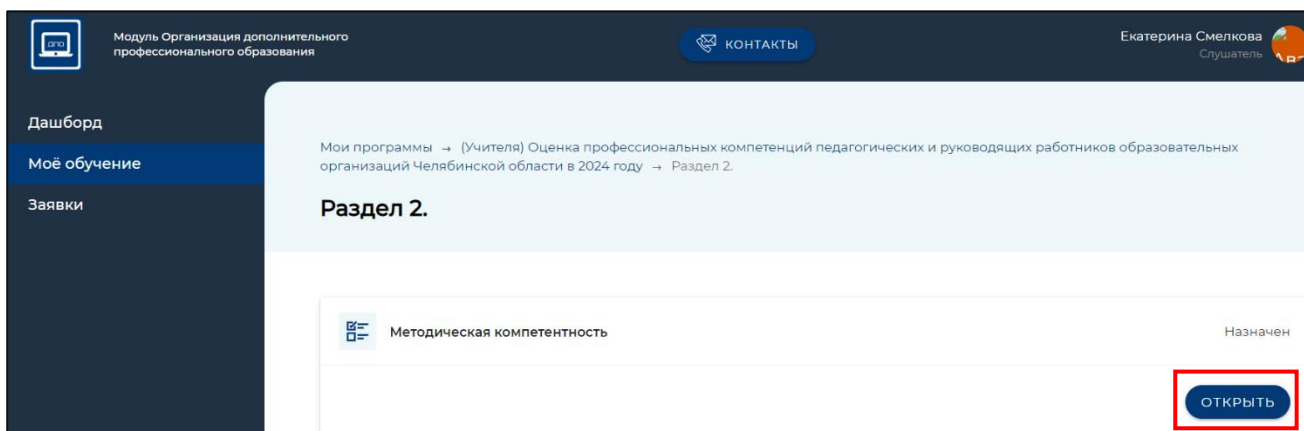 дпо
Модуль Организация дополнительного
профессионального образования
КОНТАКТЫ
Екатерина Смелкова
Слушатель
Дашборд
Моё обучение
Заявки
Мои программы → (Учителя) Оценка профессиональных компетенций педагогических и руководящих работников образовательных
организаций Челябинской области в 2024 году → Раздел 2.
Раздел 2.
Методическая компетентность
Назначен
ОТКРЫТЬ